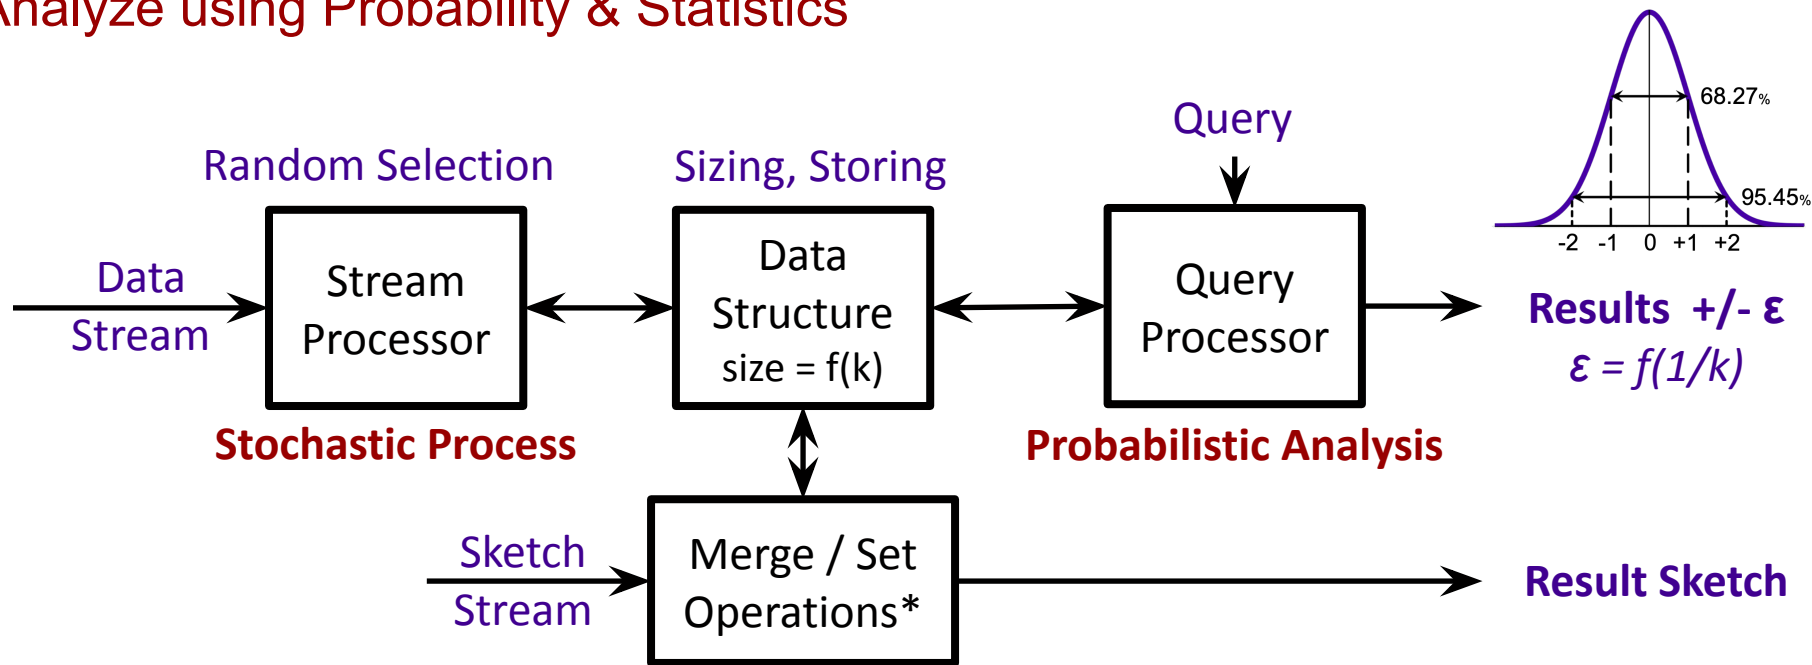 Analyze using Probability & Statistics
68.27%
95.45%
-2 -1 0 +1 +2
Query
Random Selection
Sizing, Storing
Data
Stream
Stream
Processor
Data
Structure
size = f(k)
Query
Processor
Results +/- ε
ε = f(1/k)
Stochastic Process
Probabilistic Analysis
Sketch
Stream
Merge / Set
Operations*
Result Sketch